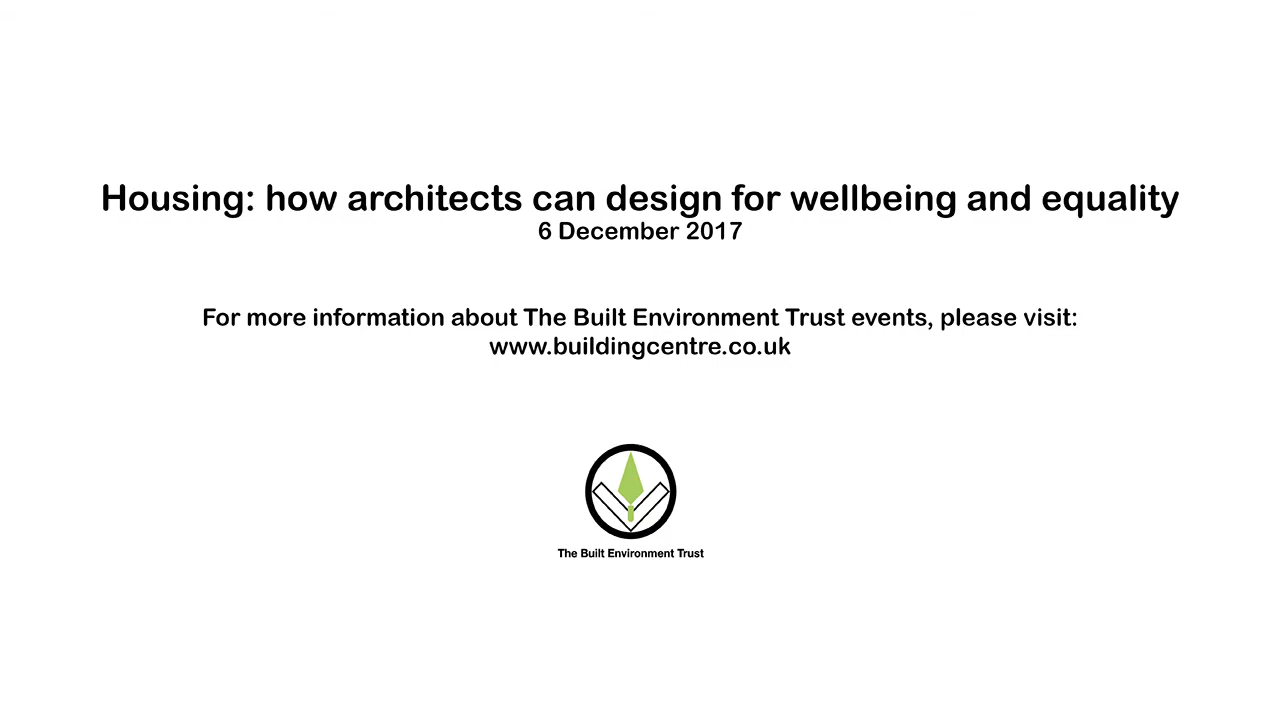 Housing: how architects can design for wellbeing and equality
6 December 2017
For more information about The Built Environment Trust events, please visit:
www.buildingcentre.co.uk
The Built Environment Trust